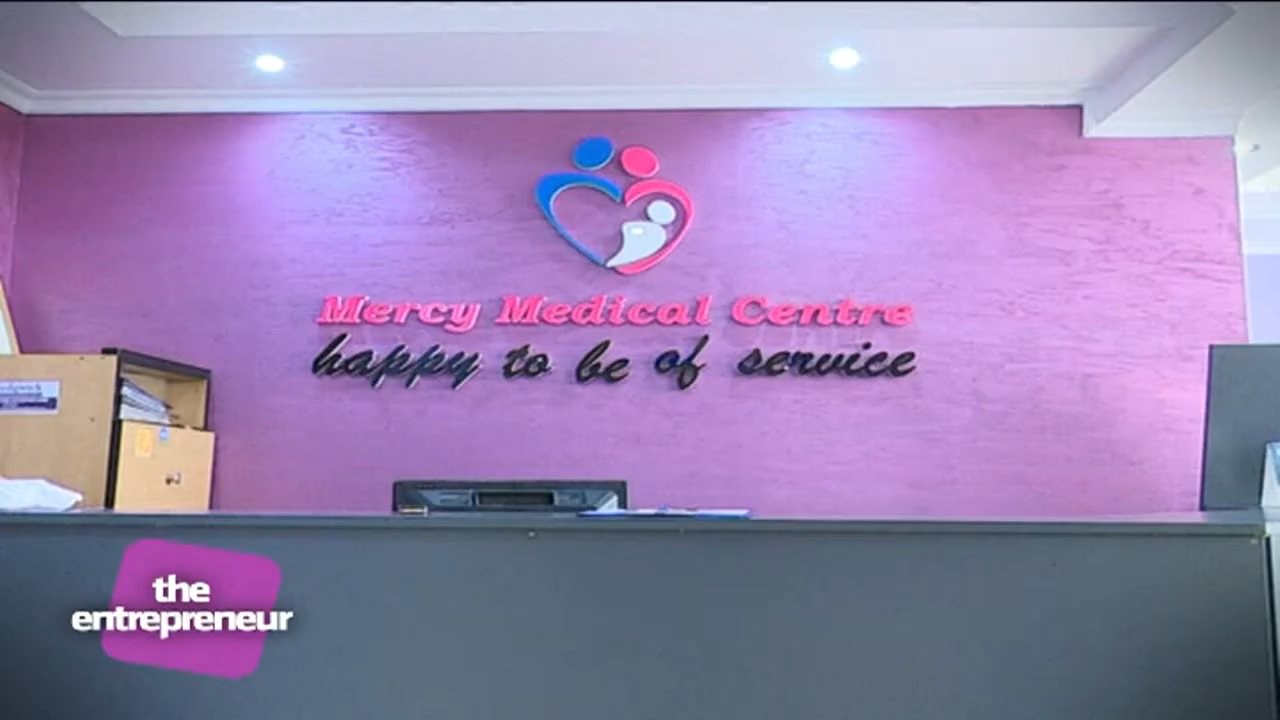 Mercy Medical Centre
happy to be of service
the
entrepreneur